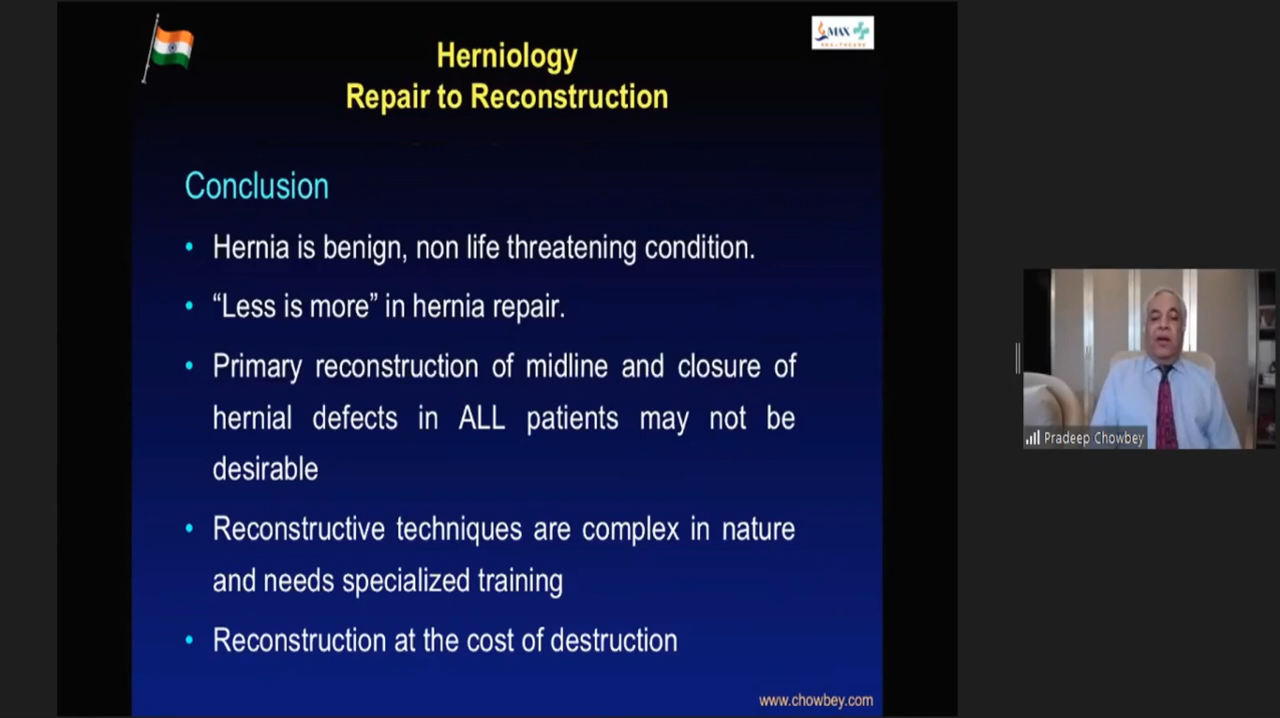 MAX
HEALTHCARE
Herniology
Repair to Reconstruction
Conclusion
• Hernia is benign, non life threatening condition.
• “Less is more” in hernia repair.
• Primary reconstruction of midline and closure of
hernial defects in ALL patients may not be
desirable
• Reconstructive techniques are complex in nature
and needs specialized training
• Reconstruction at the cost of destruction
www.chowbey.com
Pradeep Chowbey